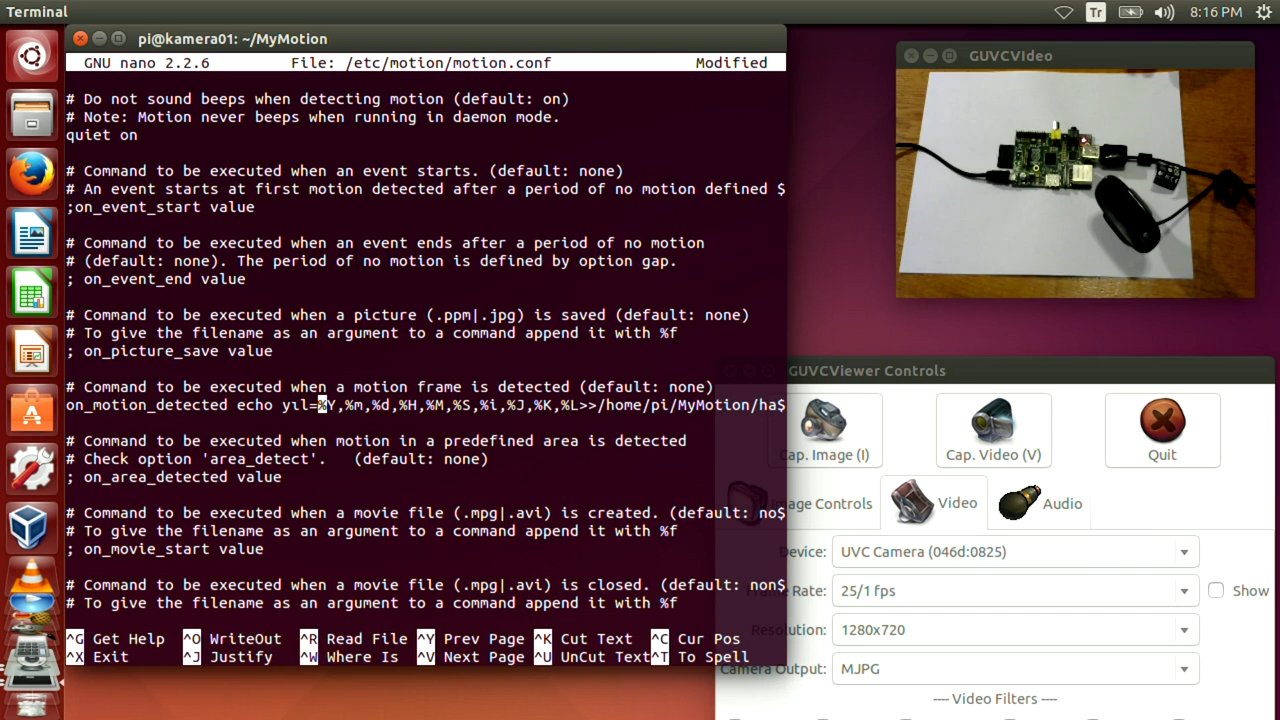 Terminal
Tr
8:16 PM
pi@kamera01: ~/MyMotion
GNU nano 2.2.6 File: /etc/motion/motion.conf Modified
# Do not sound beeps when detecting motion (default: on)
# Note: Motion never beeps when running in daemon mode.
quiet on
# Command to be executed when an event starts. (default: none)
# An event starts at first motion detected after a period of no motion defined $
;on_event_start value
# Command to be executed when an event ends after a period of no motion
# (default: none). The period of no motion is defined by option gap.
; on_event_end value
# Command to be executed when a picture (.ppm|.jpg) is saved (default: none)
# To give the filename as an argument to a command append it with %f
; on_picture_save value
# Command to be executed when a motion frame is detected (default: none)
on_motion_detected echo yıl=%Y,%m,%d,%H,%M,%S,%i,%J,%K,%L>>/home/pi/MyMotion/ha$
# Command to be executed when motion in a predefined area is detected
# Check option 'area_detect'. (default: none)
; on_area_detected value
# Command to be executed when a movie file (.mpg|.avi) is created. (default: no$
# To give the filename as an argument to a command append it with %f
; on_movie_start value
# Command to be executed when a movie file (.mpg|.avi) is closed. (default: non$
# To give the filename as an argument to a command append it with %f
^G Get Help ^O WriteOut ^R Read File ^Y Prev Page ^K Cut Text ^C Cur Pos
^X Exit ^J Justify ^W Where Is ^V Next Page ^U UnCut Text ^T To Spell
GUVCVIdeo
GUVCViewer Controls
Cap. Image (I)
Cap. Video (V)
Quit
Image Controls
Video
Audio
Device: UVC Camera (046d:0825)
Frame Rate: 25/1 fps Show
Resolution: 1280x720
Camera Output: MJPG
---- Video Filters ----